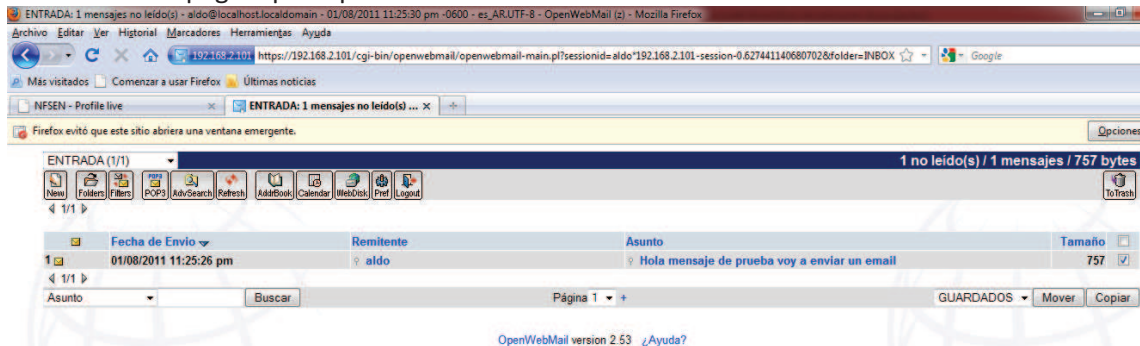 ENTRADA: 1 mensajes no leído(s) - aldo@localhost.localdomain - 01/08/2011 11:25:30 pm -0600 - es_AR.UTF-8 - OpenWebMail (z) - Mozilla Firefox
Archivo Editar Ver Historial Marcadores Herramientas Ayuda
192.168.2.101 https://192.168.2.101/cgi-bin/openwebmail/openwebmail-main.pl?sessionid=aldo*192.168.2.101-session-0.627441140680702&folder=INBOX Google
Más visitados Comenzar a usar Firefox Últimas noticias
NFSEN - Profile live ENTRADA: 1 mensajes no leído(s) ...
Firefox evitó que este sitio abriera una ventana emergente. Opciones
ENTRADA (1/1) 1 no leido(s) / 1 mensajes / 757 bytes
New Folders Filters POP3 AdvSearch Refresh AddrBook Calendar WebDisk Pref Logout ToTrash
1/1
Fecha de Envio Remitente Asunto Tamaño
1 01/08/2011 11:25:26 pm aldo Hola mensaje de prueba voy a enviar un email 757
1/1
Asunto Buscar Página 1 + GUARDADOS Mover Copiar
OpenWebMail version 2.53 ¿Ayuda?